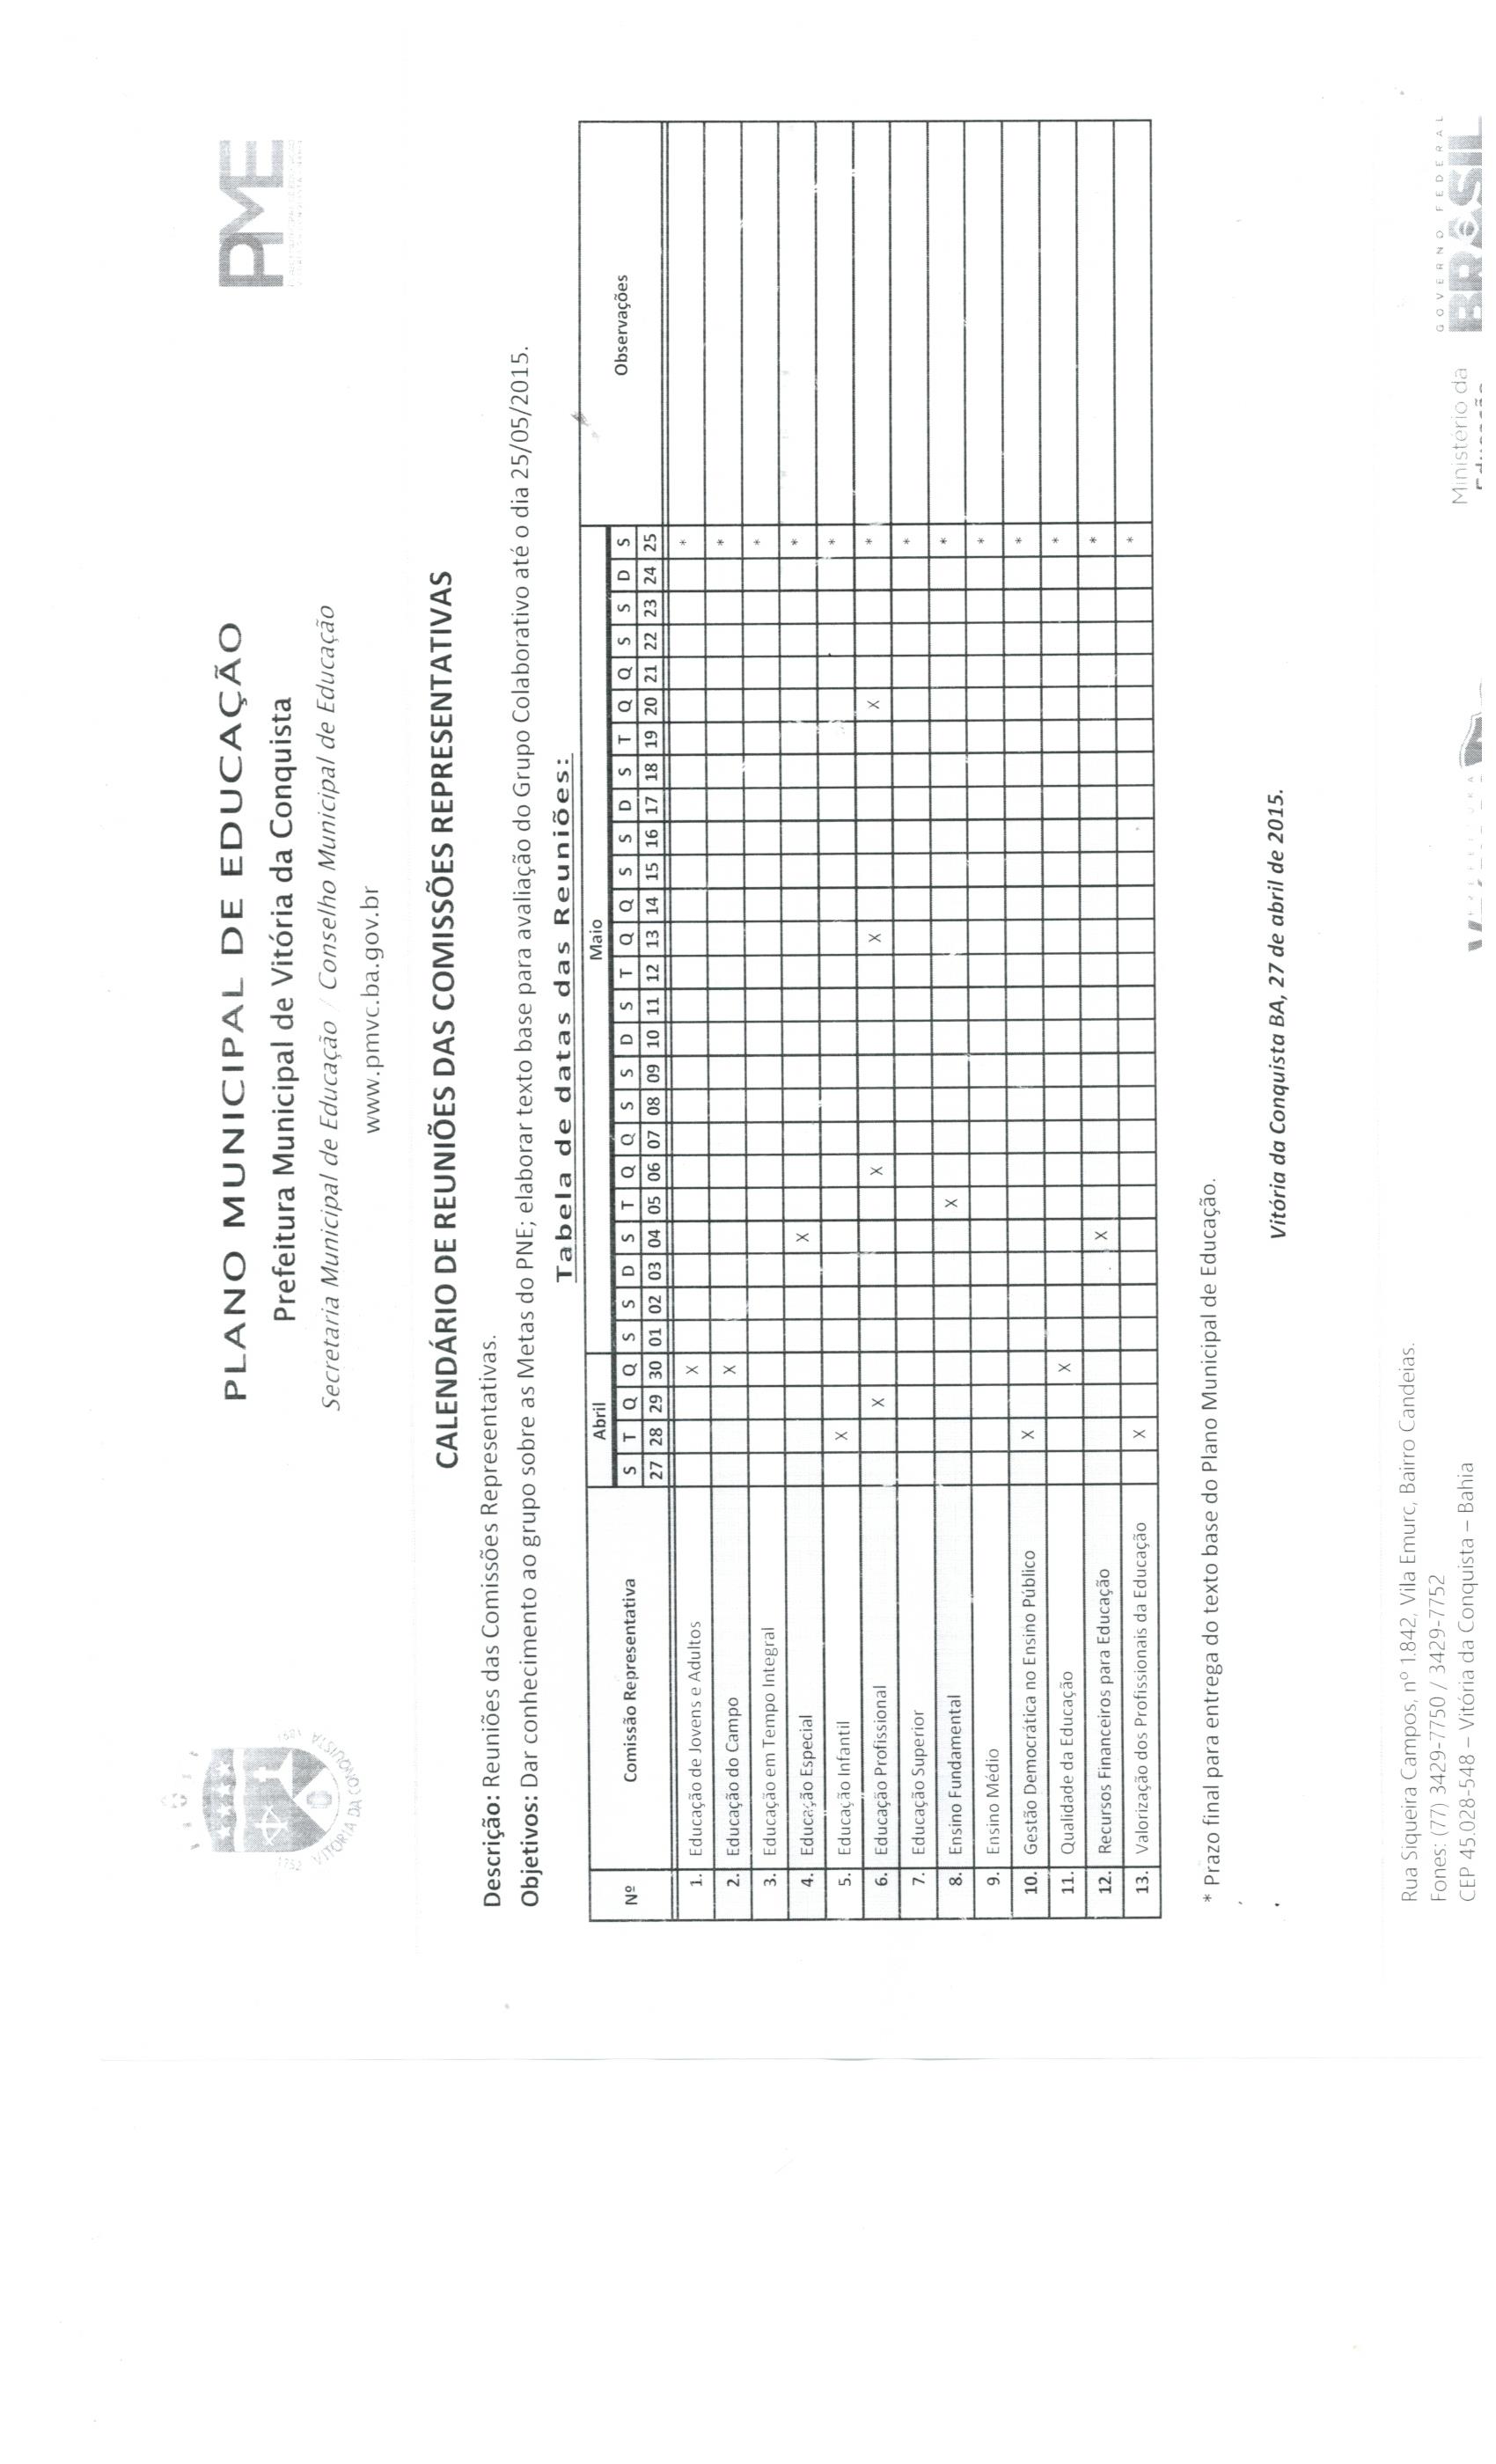 PME
PLANO MUNICIPAL DE EDUCAÇÃO
Prefeitura Municipal de Vitória da Conquista
Secretaria Municipal de Educação / Conselho Municipal de Educação
www.pmvc.ba.gov.br
VITÓRIA DA CONQUISTA
CALENDÁRIO DE REUNIÕES DAS COMISSÕES REPRESENTATIVAS
Descrição: Reuniões das Comissões Representativas.
Objetivos: Dar conhecimento ao grupo sobre as Metas do PNE; elaborar texto base para avaliação do Grupo Colaborativo até o dia 25/05/2015.
Tabela de datas das Reuniões:
Nº Comissão Representativa Abril Maio Observações
S T Q Q S S D S T Q Q S S D S T Q Q S S D S T Q Q S S D S
27 28 29 30 01 02 03 04 05 06 07 08 09 10 11 12 13 14 15 16 17 18 19 20 21 22 23 24 25
1. Educação de Jovens e Adultos X *
2. Educação do Campo X *
3. Educação em Tempo Integral *
4. Educação Especial X *
5. Educação Infantil X *
6. Educação Profissional X X X X *
7. Educação Superior *
8. Ensino Fundamental X *
9. Ensino Médio *
10. Gestão Democrática no Ensino Público X *
11. Qualidade da Educação X *
12. Recursos Financeiros para Educação X *
13. Valorização dos Profissionais da Educação X *
* Prazo final para entrega do texto base do Plano Municipal de Educação.
Vitória da Conquista BA, 27 de abril de 2015.
Rua Siqueira Campos, nº 1.842, Vila Emurc, Bairro Candeias.
Fones: (77) 3429-7750 / 3429-7752
CEP 45.028-548 – Vitória da Conquista – Bahia
Ministério da
GOVERNO FEDERAL
BRASIL